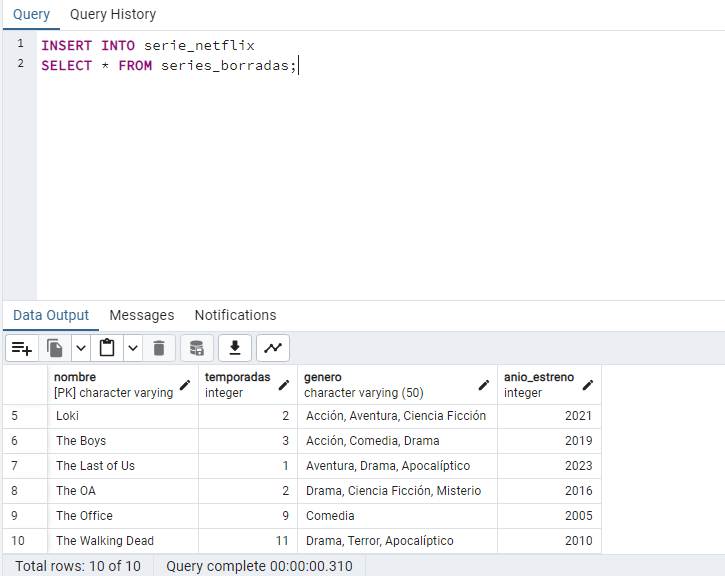 Query Query History
1 INSERT INTO serie_netflix
2 SELECT * FROM series_borradas;
Data Output Messages Notifications
nombre temporadas genero anio_estreno
[PK] character varying integer character varying (50) integer
5 Loki 2 Acción, Aventura, Ciencia Ficción 2021
6 The Boys 3 Acción, Comedia, Drama 2019
7 The Last of Us 1 Aventura, Drama, Apocalíptico 2023
8 The OA 2 Drama, Ciencia Ficción, Misterio 2016
9 The Office 9 Comedia 2005
10 The Walking Dead 11 Drama, Terror, Apocalíptico 2010
Total rows: 10 of 10 Query complete 00:00:00.310